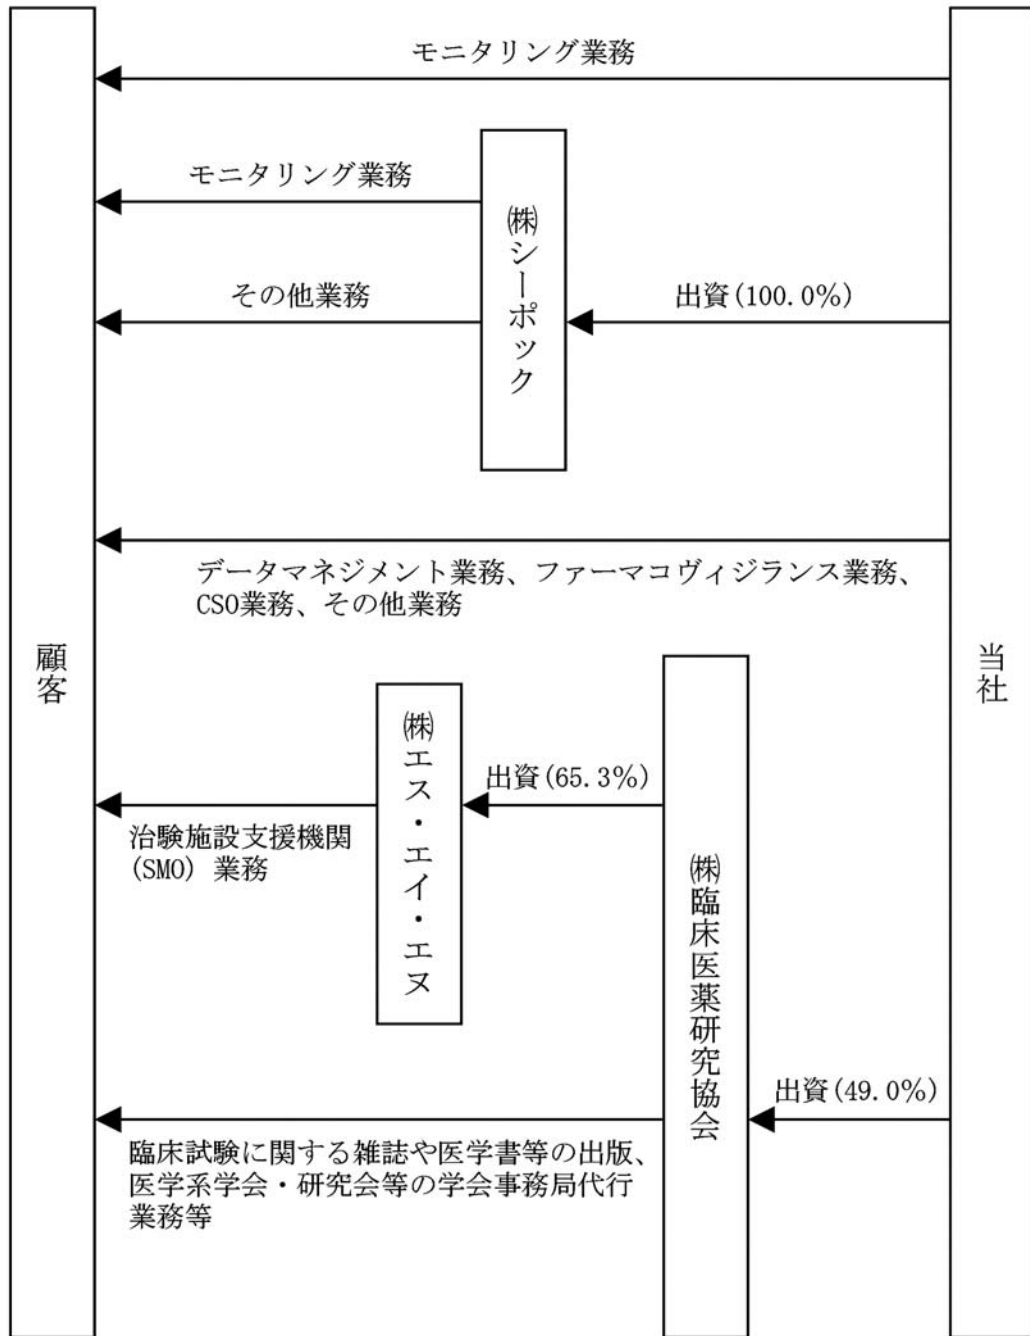 モニタリング業務
モニタリング業務
㈱シーポック
その他業務
出資(100.0%)
データマネジメント業務、ファーマコヴィジランス業務、
CSO業務、その他業務
顧客
当社
㈱エス・エイ・エヌ
出資(65.3%)
治験施設支援機関
(SMO) 業務
㈱臨床医薬研究協会
出資(49.0%)
臨床試験に関する雑誌や医学書等の出版、
医学系学会・研究会等の学会事務局代行
業務等